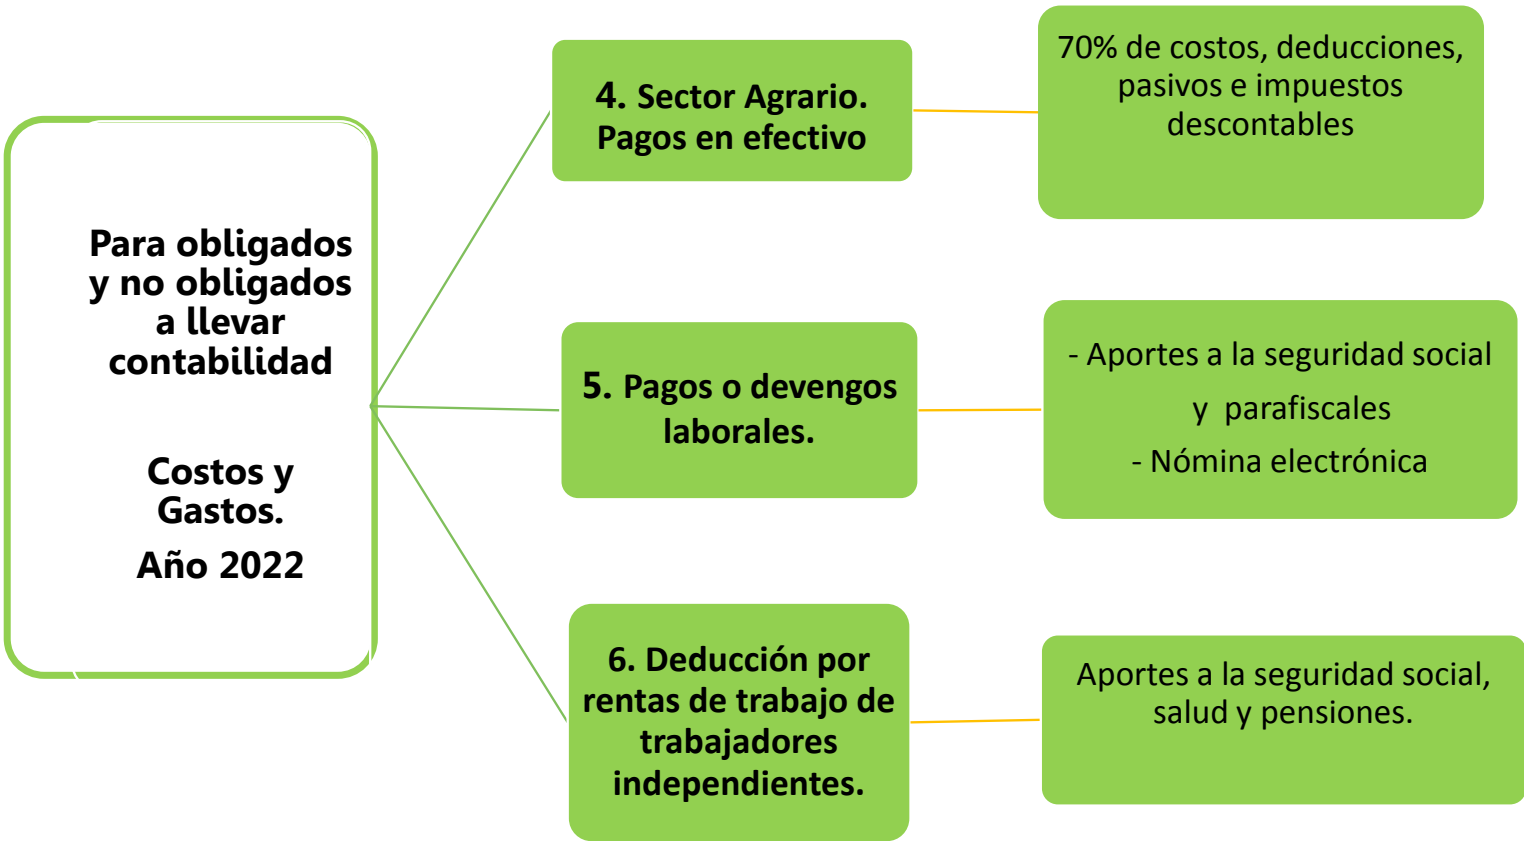 Para obligados
y no obligados
a llevar
contabilidad
Costos y
Gastos.
Año 2022
4. Sector Agrario.
Pagos en efectivo
70% de costos, deducciones,
pasivos e impuestos
descontables
5. Pagos o devengos
laborales.
- Aportes a la seguridad social
y parafiscales
- Nómina electrónica
6. Deducción por
rentas de trabajo de
trabajadores
independientes.
Aportes a la seguridad social,
salud y pensiones.